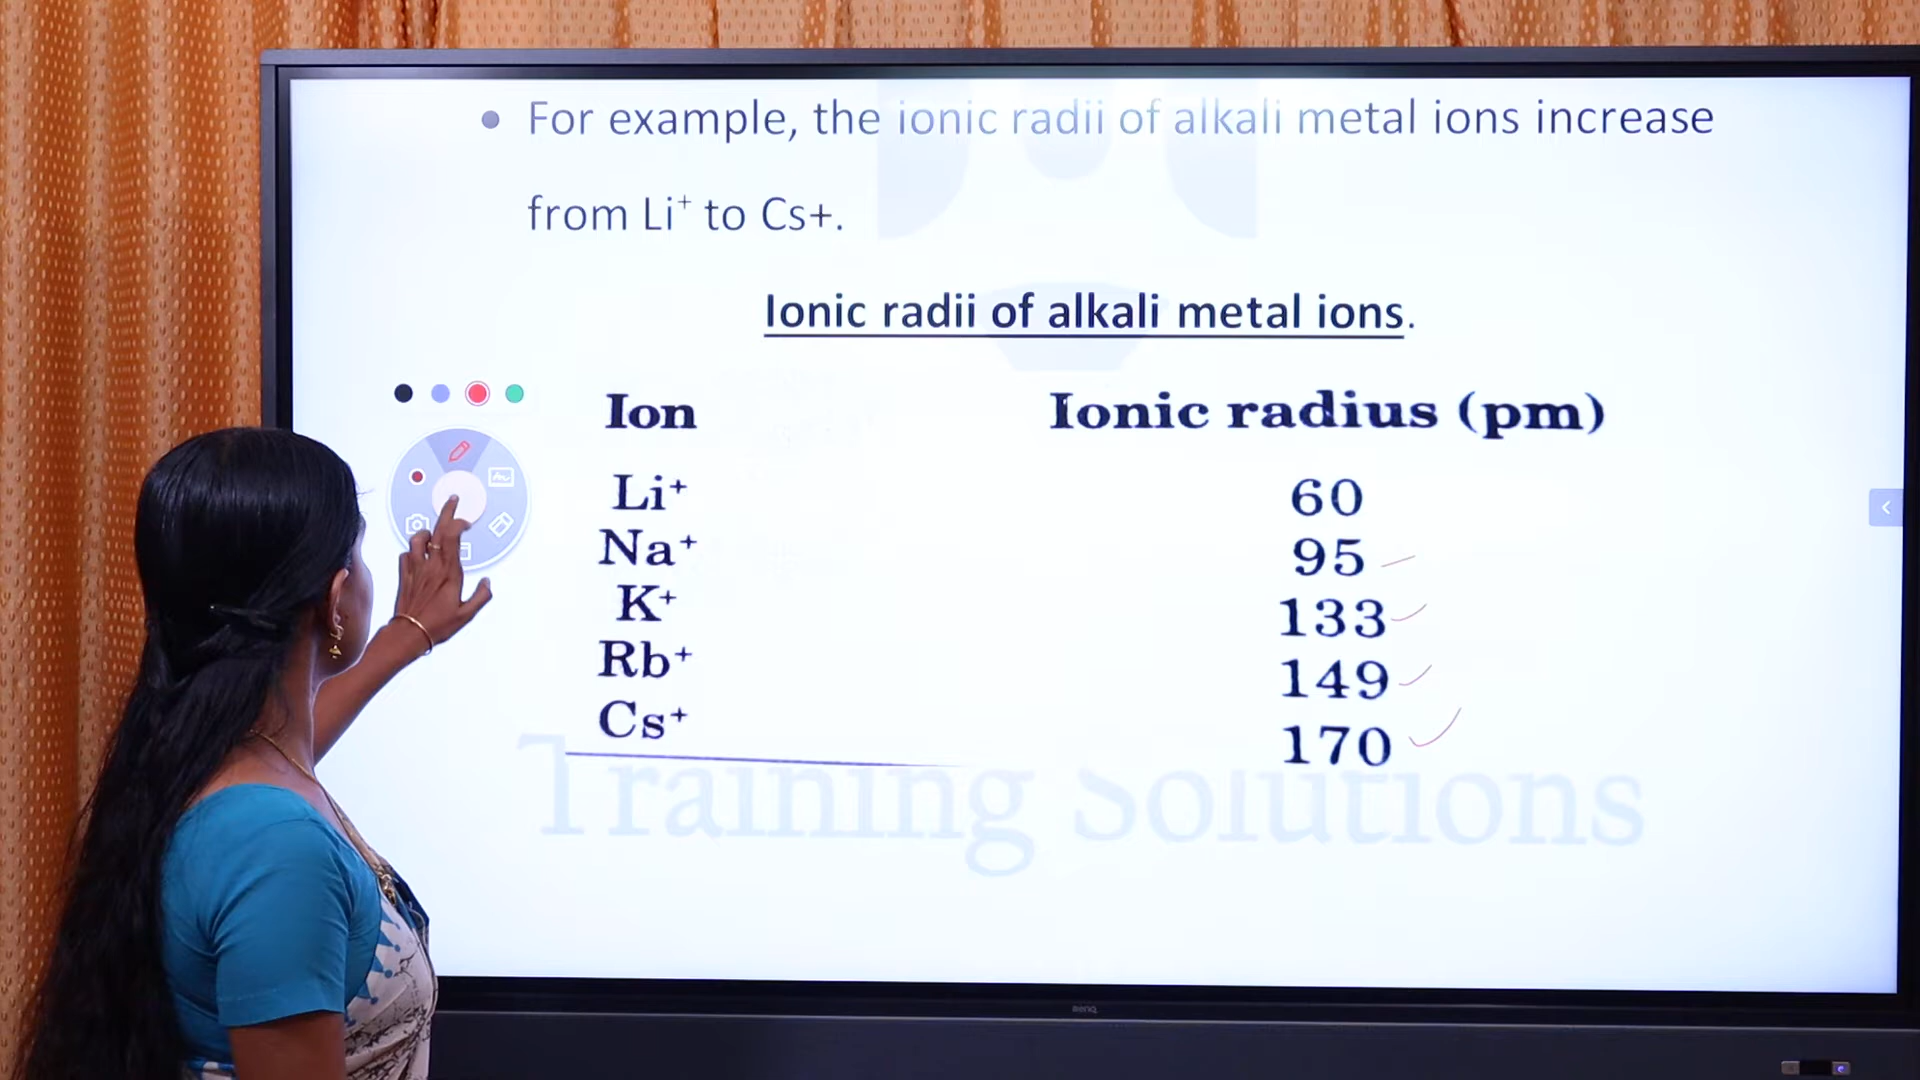 • For example, the ionic radii of alkali metal ions increase
from Li⁺ to Cs+.
Ionic radii of alkali metal ions.
Ion Ionic radius (pm)
Li⁺ 60
Na⁺ 95
K⁺ 133
Rb⁺ 149
Cs⁺ 170
Training Solutions
BenQ